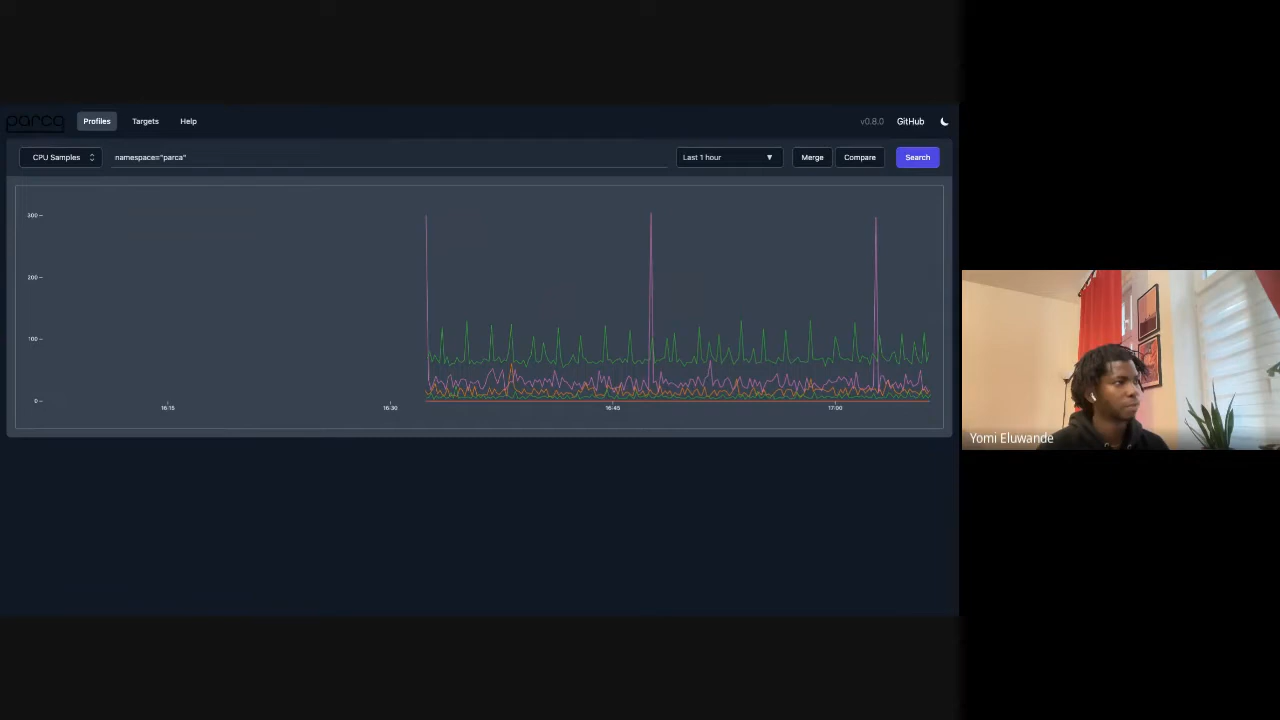 parca
Profiles
Targets
Help
v0.8.0
GitHub
CPU Samples
namespace="parca"
Last 1 hour
Merge
Compare
Search
300
200
100
0
16:15
16:30
16:45
17:00
Yomi Eluwande